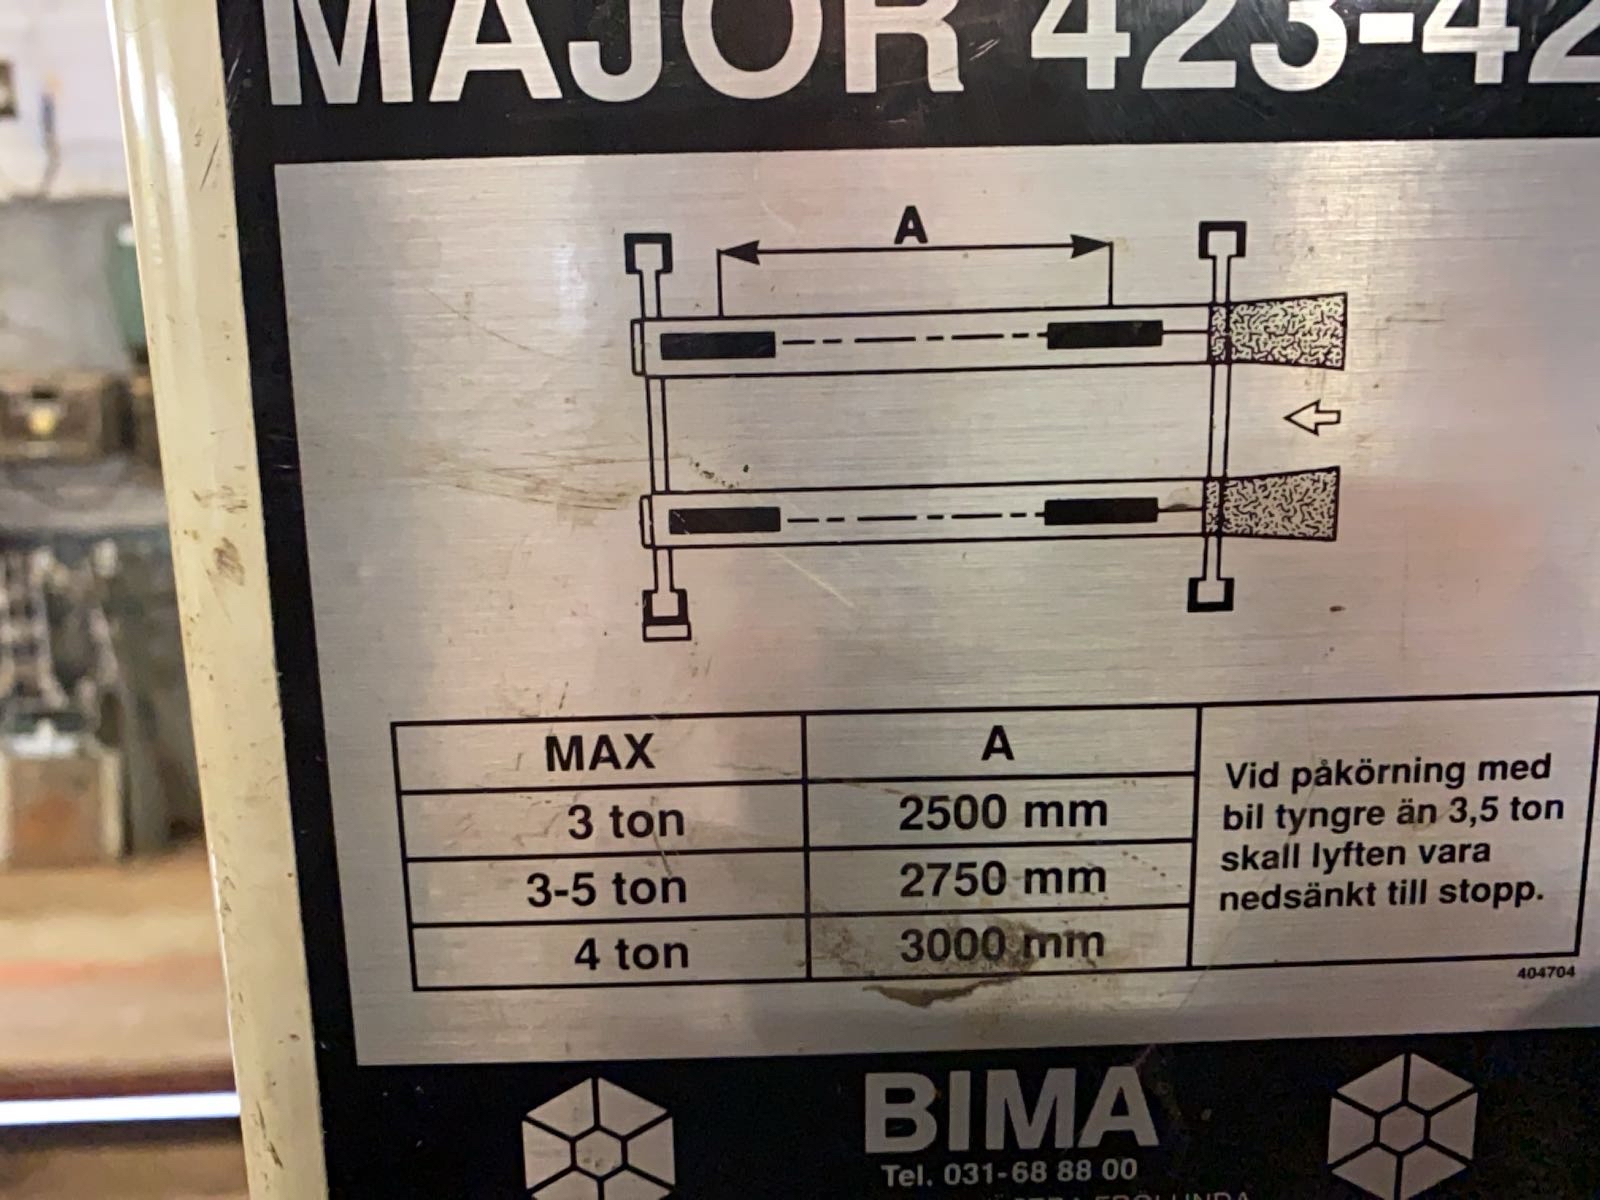 MAJOR 423-42
A
MAX A
3 ton 2500 mm
3-5 ton 2750 mm
4 ton 3000 mm
Vid påkörning med
bil tyngre än 3,5 ton
skall lyften vara
nedsänkt till stopp.
404704
BIMA
Tel. 031-68 88 00